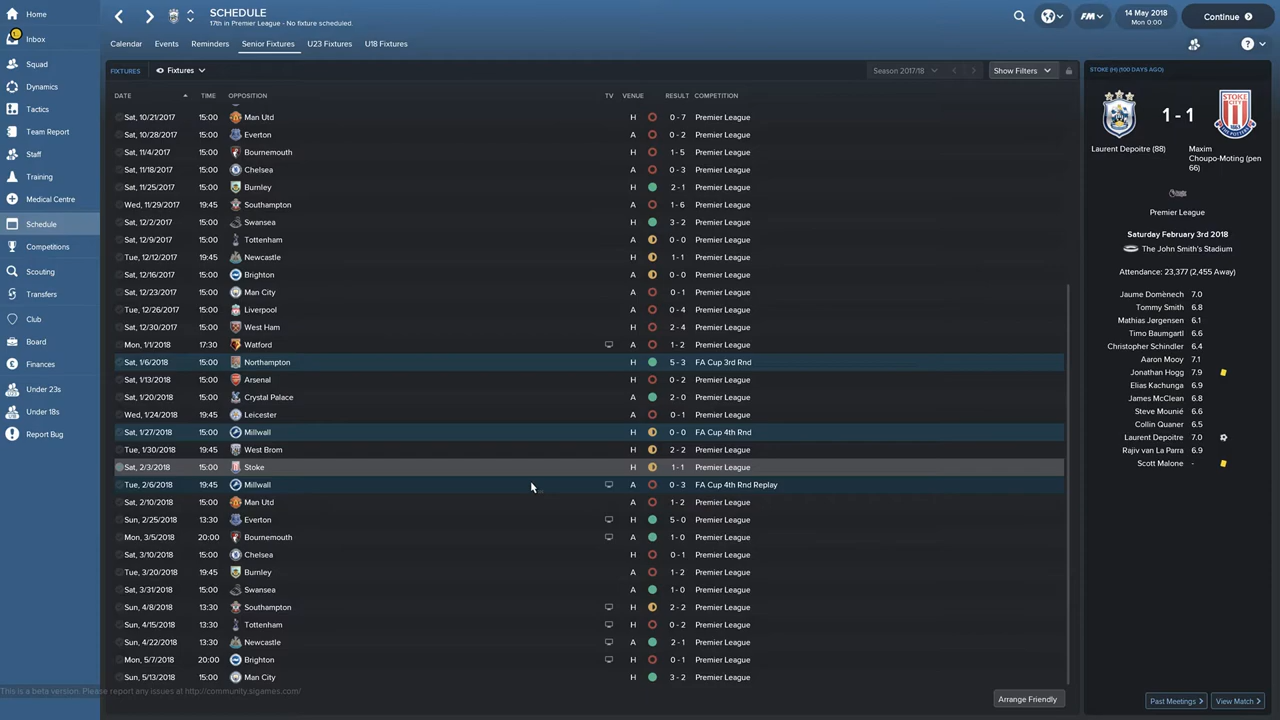 Home
Inbox
Squad
Dynamics
Tactics
Team Report
Staff
Training
Medical Centre
Schedule
Competitions
Scouting
Transfers
Club
Board
Finances
Under 23s
Under 18s
Report Bug
SCHEDULE
17th in Premier League - No fixture scheduled.
FM
14 May 2018
Mon 0:00
Continue
Calendar Events Reminders Senior Fixtures U23 Fixtures U18 Fixtures
?
FIXTURES Fixtures Season 2017/18 Show Filters
DATE TIME OPPOSITION TV VENUE RESULT COMPETITION
Sat, 10/21/2017 15:00 Man Utd H 0 - 7 Premier League
Sat, 10/28/2017 15:00 Everton A 0 - 2 Premier League
Sat, 11/4/2017 15:00 Bournemouth H 1 - 5 Premier League
Sat, 11/18/2017 15:00 Chelsea A 0 - 3 Premier League
Sat, 11/25/2017 15:00 Burnley H 2 - 1 Premier League
Wed, 11/29/2017 19:45 Southampton A 1 - 6 Premier League
Sat, 12/2/2017 15:00 Swansea H 3 - 2 Premier League
Sat, 12/9/2017 15:00 Tottenham A 0 - 0 Premier League
Tue, 12/12/2017 19:45 Newcastle H 1 - 1 Premier League
Sat, 12/16/2017 15:00 Brighton A 0 - 0 Premier League
Sat, 12/23/2017 15:00 Man City A 0 - 1 Premier League
Tue, 12/26/2017 15:00 Liverpool A 0 - 4 Premier League
Sat, 12/30/2017 15:00 West Ham H 2 - 4 Premier League
Mon, 1/1/2018 17:30 Watford A 1 - 2 Premier League
Sat, 1/6/2018 15:00 Northampton H 5 - 3 FA Cup 3rd Rnd
Sat, 1/13/2018 15:00 Arsenal H 0 - 2 Premier League
Sat, 1/20/2018 15:00 Crystal Palace A 2 - 0 Premier League
Wed, 1/24/2018 19:45 Leicester A 0 - 1 Premier League
Sat, 1/27/2018 15:00 Millwall H 0 - 0 FA Cup 4th Rnd
Tue, 1/30/2018 19:45 West Brom H 2 - 2 Premier League
Sat, 2/3/2018 15:00 Stoke H 1 - 1 Premier League
Tue, 2/6/2018 19:45 Millwall A 0 - 3 FA Cup 4th Rnd Replay
Sat, 2/10/2018 15:00 Man Utd A 1 - 2 Premier League
Sun, 2/25/2018 13:30 Everton H 5 - 0 Premier League
Mon, 3/5/2018 20:00 Bournemouth A 1 - 0 Premier League
Sat, 3/10/2018 15:00 Chelsea H 0 - 1 Premier League
Tue, 3/20/2018 19:45 Burnley A 1 - 2 Premier League
Sat, 3/31/2018 15:00 Swansea A 1 - 0 Premier League
Sun, 4/8/2018 13:30 Southampton H 2 - 2 Premier League
Sun, 4/15/2018 13:30 Tottenham H 0 - 2 Premier League
Sun, 4/22/2018 13:30 Newcastle A 2 - 1 Premier League
Mon, 5/7/2018 20:00 Brighton H 0 - 1 Premier League
Sun, 5/13/2018 15:00 Man City H 3 - 2 Premier League
This is a beta version. Please report any issues at http://community.sigames.com/
Arrange Friendly
STOKE (H) (100 DAYS AGO)
1 - 1
Laurent Depoitre (88)
Maxim
Choupo-Moting (pen
66)
Premier League
Saturday February 3rd 2018
The John Smith's Stadium
Attendance: 23,377 (2,455 Away)
Jaume Domènech 7.0
Tommy Smith 6.8
Mathias Jørgensen 6.1
Timo Baumgartl 6.6
Christopher Schindler 6.4
Aaron Mooy 7.1
Jonathan Hogg 7.9
Elias Kachunga 6.9
James McClean 6.8
Steve Mounié 6.6
Collin Quaner 6.5
Laurent Depoitre 7.0
Rajiv van La Parra 6.9
Scott Malone -
Past Meetings
View Match